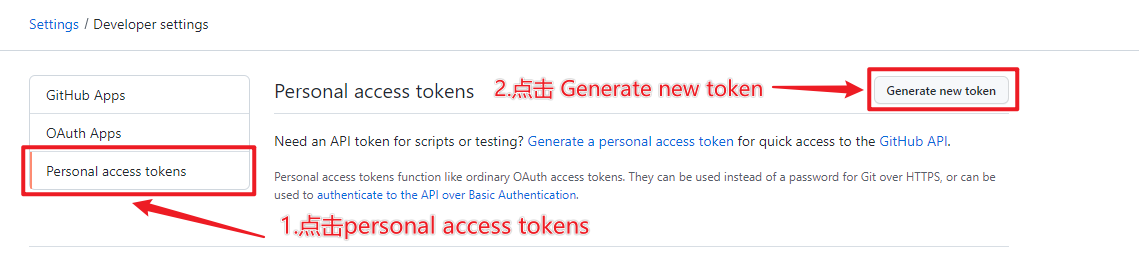 Settings / Developer settings
GitHub Apps
OAuth Apps
Personal access tokens
Personal access tokens
2.点击 Generate new token
Generate new token
Need an API token for scripts or testing? Generate a personal access token for quick access to the GitHub API.
Personal access tokens function like ordinary OAuth access tokens. They can be used instead of a password for Git over HTTPS, or can be
used to authenticate to the API over Basic Authentication.
1.点击personal access tokens